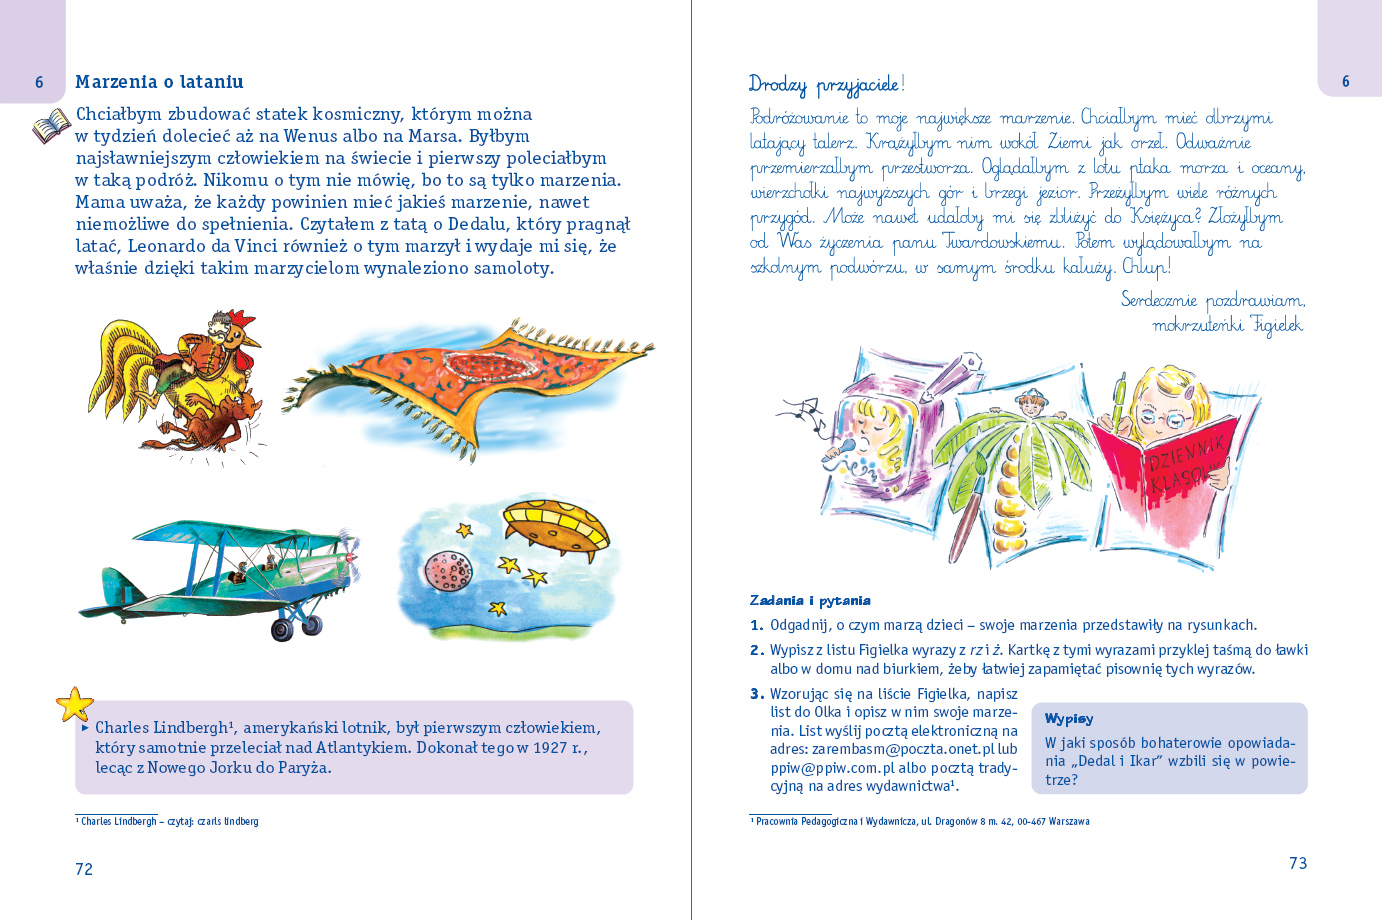 6
Marzenia o lataniu
Chciałbym zbudować statek kosmiczny, którym można
w tydzień dolecieć aż na Wenus albo na Marsa. Byłbym
najsławniejszym człowiekiem na świecie i pierwszy poleciałbym
w taką podróż. Nikomu o tym nie mówię, bo to są tylko marzenia.
Mama uważa, że każdy powinien mieć jakieś marzenie, nawet
niemożliwe do spełnienia. Czytałem z tatą o Dedalu, który pragnął
latać, Leonardo da Vinci również o tym marzył i wydaje mi się, że
właśnie dzięki takim marzycielom wynaleziono samoloty.
▸ Charles Lindbergh¹, amerykański lotnik, był pierwszym człowiekiem,
który samotnie przeleciał nad Atlantykiem. Dokonał tego w 1927 r.,
lecąc z Nowego Jorku do Paryża.
¹ Charles Lindbergh – czytaj: czarls lindberg
72
6
Drodzy przyjaciele!
Podróżowanie to moje największe marzenie. Chciałbym mieć olbrzymi
latający talerz. Krążyłbym nim wokół Ziemi jak orzeł. Odważnie
przemierzałbym przestworza. Oglądałbym z lotu ptaka morza i oceany,
wierzchołki najwyższych gór i brzegi jezior. Przeżyłbym wiele różnych
przygód. Może nawet udałoby mi się zbliżyć do Księżyca? Złożyłbym
od Was życzenia panu Twardowskiemu. Potem wylądowałbym na
szkolnym podwórzu, w samym środku kałuży. Chlup!
Serdecznie pozdrawiam,
mokrzuteńki Figielek
DZIENNIK
KLASOWY
Zadania i pytania
1. Odgadnij, o czym marzą dzieci – swoje marzenia przedstawiły na rysunkach.
2. Wypisz z listu Figielka wyrazy z rz i ż. Kartkę z tymi wyrazami przyklej taśmą do ławki
albo w domu nad biurkiem, żeby łatwiej zapamiętać pisownię tych wyrazów.
3. Wzorując się na liście Figielka, napisz
list do Olka i opisz w nim swoje marze-
nia. List wyślij pocztą elektroniczną na
adres: zarembasm@poczta.onet.pl lub
ppiw@ppiw.com.pl albo pocztą trady-
cyjną na adres wydawnictwa¹.
Wypisy
W jaki sposób bohaterowie opowiada-
nia „Dedal i Ikar” wzbili się w powie-
trze?
¹ Pracownia Pedagogiczna i Wydawnicza, ul. Dragonów 8 m. 42, 00-467 Warszawa
73